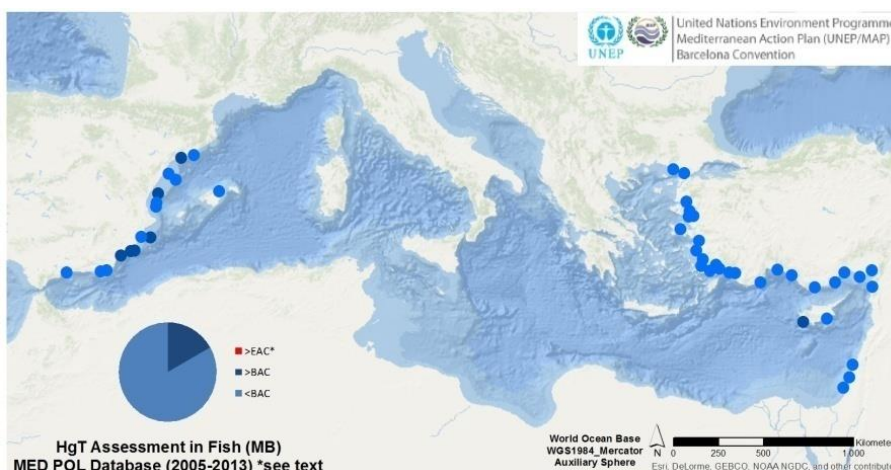 UNEP
United Nations Environment Programme
Mediterranean Action Plan (UNEP/MAP)
Barcelona Convention
>EAC*
>BAC
<BAC
HgT Assessment in Fish (MB)
MED POL Database (2005-2013) *see text
World Ocean Base
WGS1984_Mercator
Auxiliary Sphere
N
0 250 500 1,000
Kilomete
Esri, DeLorme, GEBCO, NOAA NGDC, and other contribut